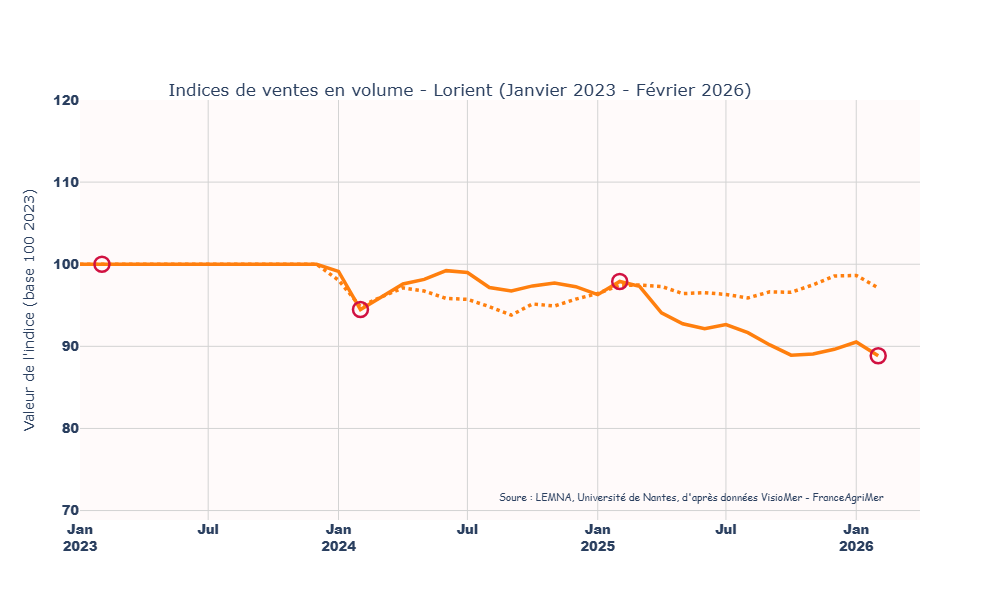 Indices de ventes en volume - Lorient (Janvier 2023 - Février 2026)
Valeur de l'indice (base 100 2023)
120
110
100
90
80
70
Soure : LEMNA, Université de Nantes, d'après données VisioMer - FranceAgriMer
Jan
2023
Jul
Jan
2024
Jul
Jan
2025
Jul
Jan
2026